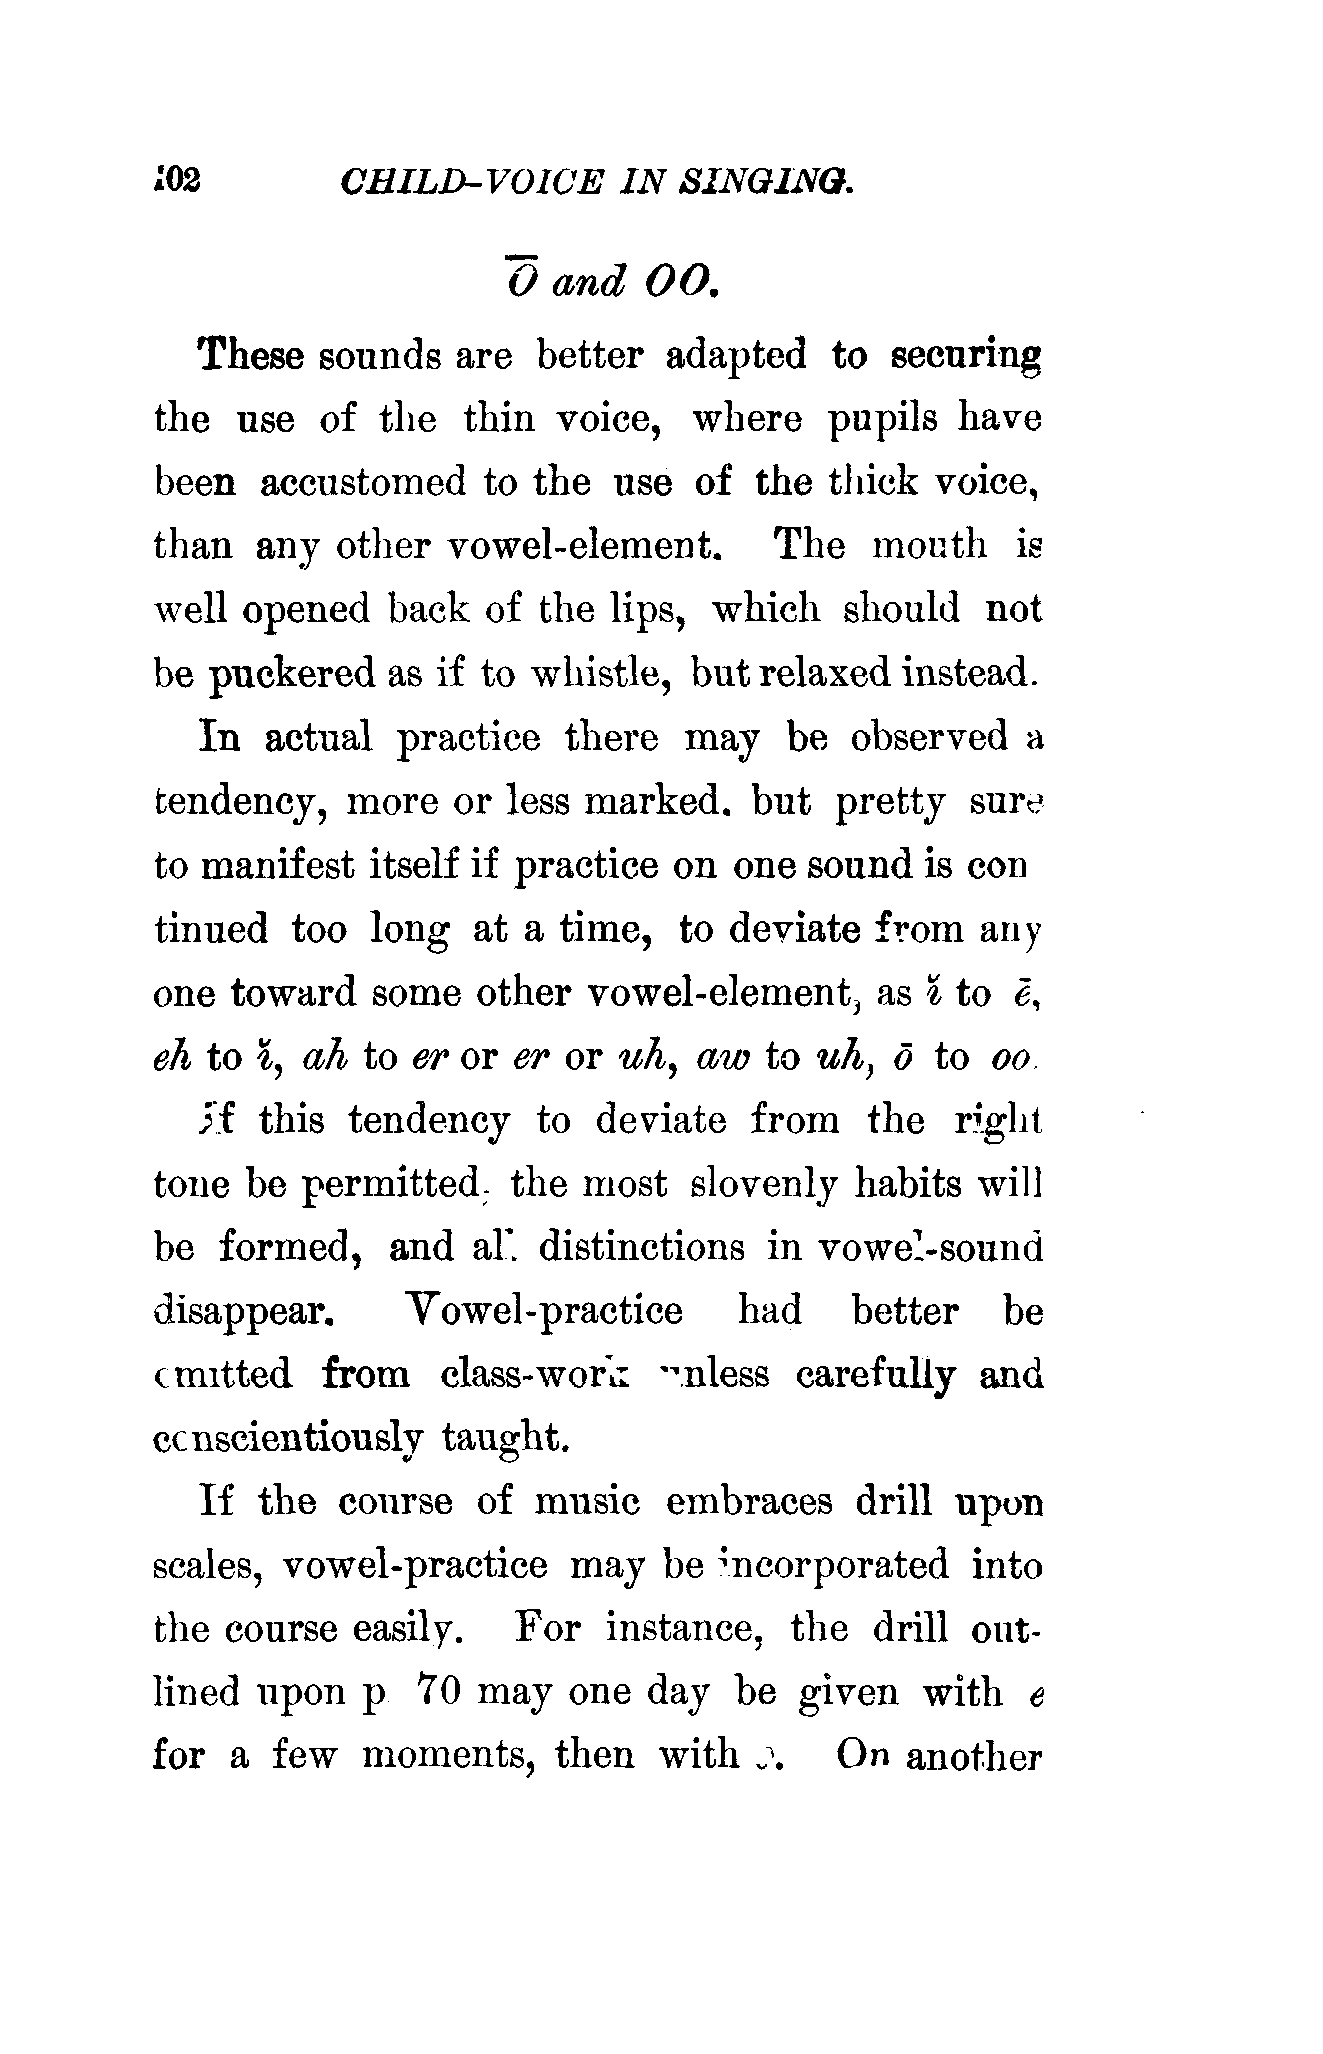 102 CHILD-VOICE IN SINGING.
Ō and OO.
These sounds are better adapted to securing
the use of the thin voice, where pupils have
been accustomed to the use of the thick voice,
than any other vowel-element. The mouth is
well opened back of the lips, which should not
be puckered as if to whistle, but relaxed instead.
In actual practice there may be observed a
tendency, more or less marked. but pretty sure
to manifest itself if practice on one sound is con
tinued too long at a time, to deviate from any
one toward some other vowel-element, as ĭ to ē,
eh to ĭ, ah to er or er or uh, aw to uh, ō to oo.
If this tendency to deviate from the right
tone be permitted, the most slovenly habits will
be formed, and all distinctions in vowel-sound
disappear. Vowel-practice had better be
omitted from class-work unless carefully and
conscientiously taught.
If the course of music embraces drill upon
scales, vowel-practice may be incorporated into
the course easily. For instance, the drill out-
lined upon p 70 may one day be given with e
for a few moments, then with . On another